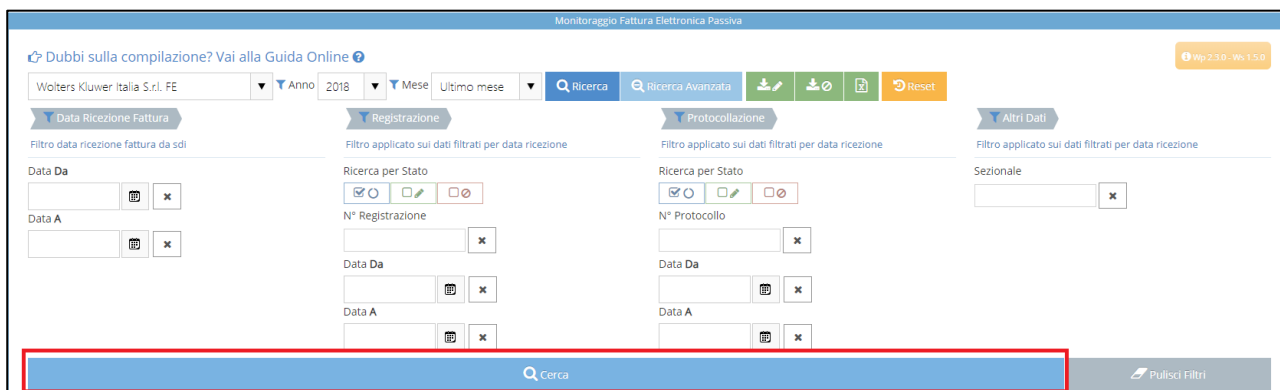 Monitoraggio Fattura Elettronica Passiva
Dubbi sulla compilazione? Vai alla Guida Online
Wp 2.3.0 - Ws 1.5.0
Wolters Kluwer Italia S.r.l. FE Anno 2018 Mese Ultimo mese Ricerca Ricerca Avanzata Reset
Data Ricezione Fattura Registrazione Protocollazione Altri Dati
Filtro data ricezione fattura da sdi Filtro applicato sui dati filtrati per data ricezione Filtro applicato sui dati filtrati per data ricezione Filtro applicato sui dati filtrati per data ricezione
Data Da Ricerca per Stato Ricerca per Stato Sezionale
Data A N° Registrazione N° Protocollo
Data Da Data Da
Data A Data A
Cerca Pulisci Filtri